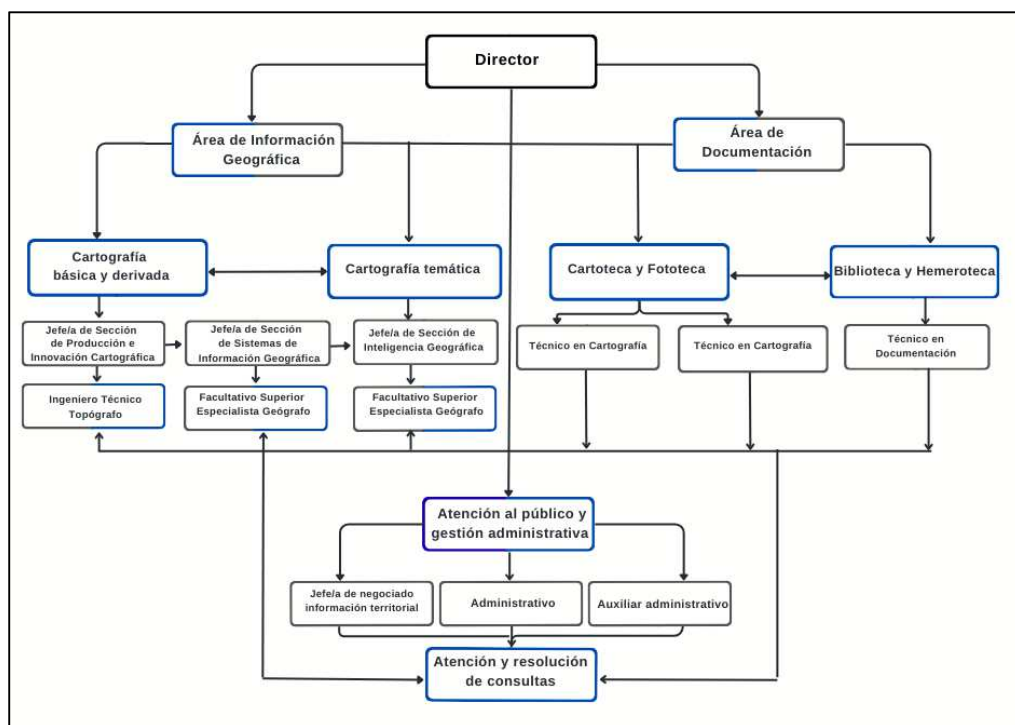 Director
Área de Información
Geográfica
Área de
Documentación
Cartografía
básica y derivada
Cartografía temática
Cartoteca y Fototeca
Biblioteca y Hemeroteca
Jefe/a de Sección
de Producción e
Innovación Cartográfica
Jefe/a de Sección
de Sistemas de
Información Geográfica
Jefe/a de Sección de
Inteligencia Geográfica
Técnico en Cartografía
Técnico en Cartografía
Técnico en
Documentación
Ingeniero Técnico
Topógrafo
Facultativo Superior
Especialista Geógrafo
Facultativo Superior
Especialista Geógrafo
Atención al público y
gestión administrativa
Jefe/a de negociado
información territorial
Administrativo
Auxiliar administrativo
Atención y resolución
de consultas